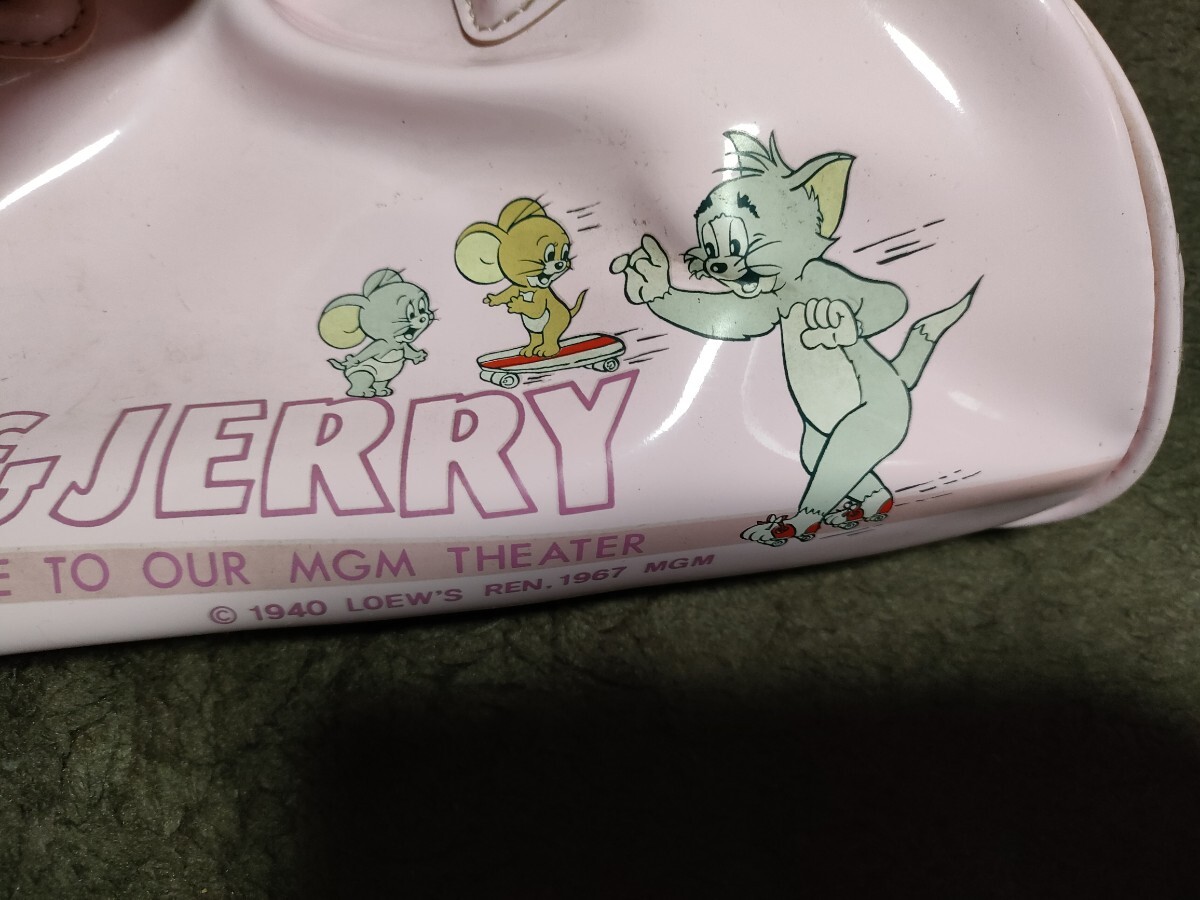 & JERRY
E TO OUR MGM THEATER
© 1940 LOEW'S REN. 1967 MGM